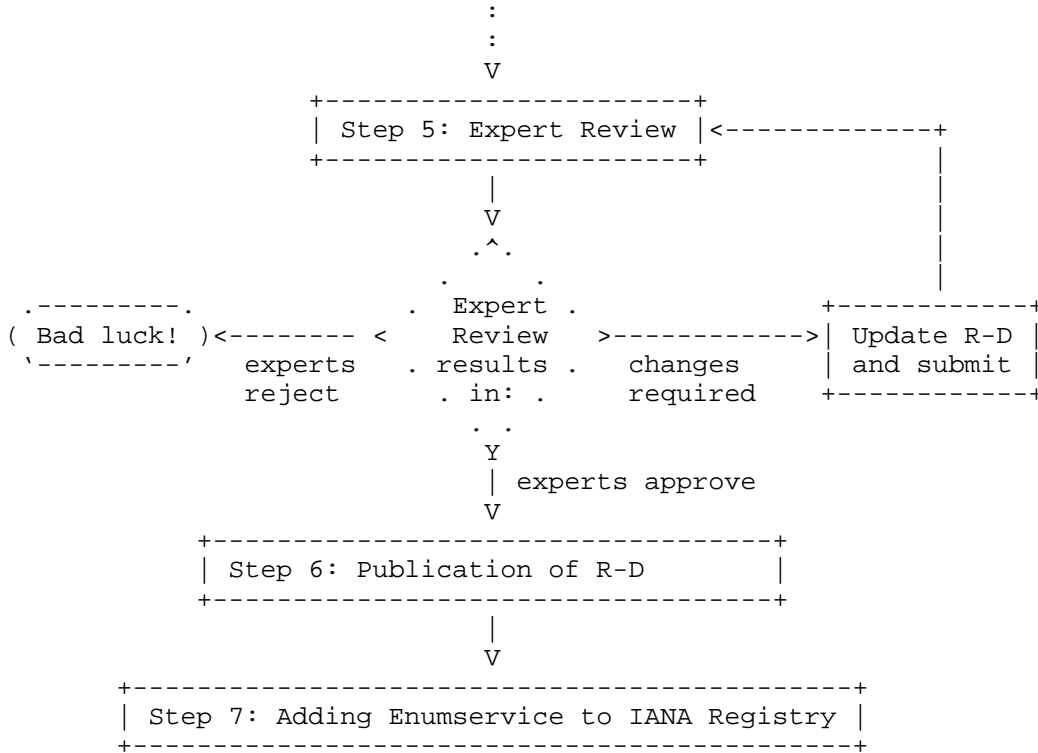 :
:
V
+------------------------+
| Step 5: Expert Review |<-------------+
+------------------------+ |
| |
V |
.^. |
. . |
.---------. . Expert . +------------+
( Bad luck! )<-------- < Review >------------->| Update R-D |
`---------' experts . results . changes | and submit |
reject . in: . required +------------+
. .
Y
| experts approve
V
+-----------------------------------+
| Step 6: Publication of R-D |
+-----------------------------------+
|
V
+----------------------------------------------+
| Step 7: Adding Enumservice to IANA Registry |
+----------------------------------------------+